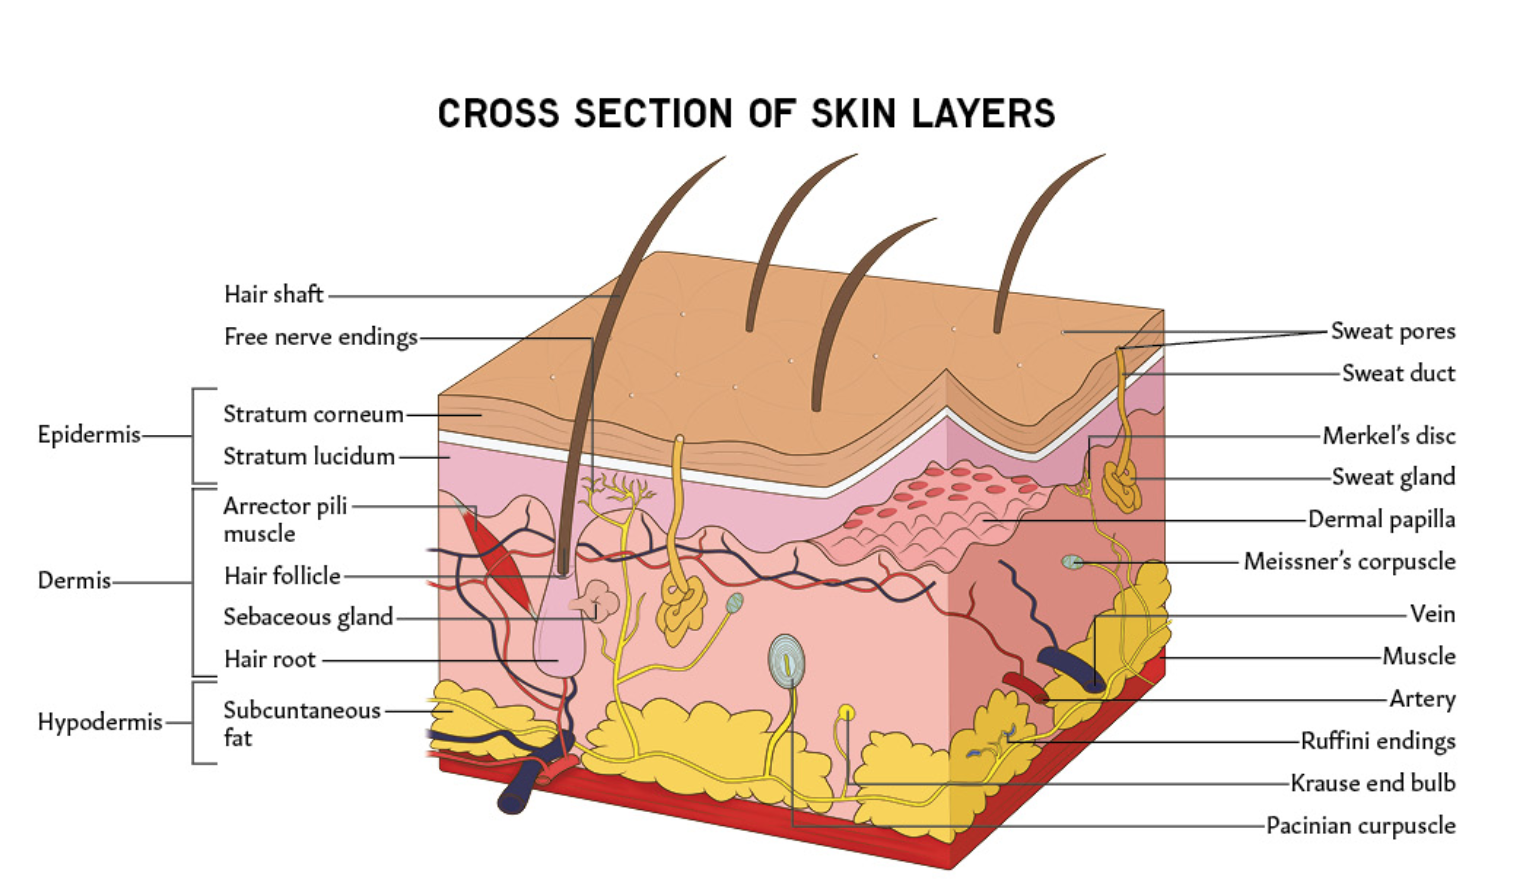 CROSS SECTION OF SKIN LAYERS
Hair shaft
Free nerve endings
Epidermis
Stratum corneum
Stratum lucidum
Dermis
Arrector pili
muscle
Hair follicle
Sebaceous gland
Hair root
Hypodermis
Subcuntaneous
fat
Sweat pores
Sweat duct
Merkel's disc
Sweat gland
Dermal papilla
Meissner's corpuscle
Vein
Muscle
Artery
Ruffini endings
Krause end bulb
Pacinian curpuscle